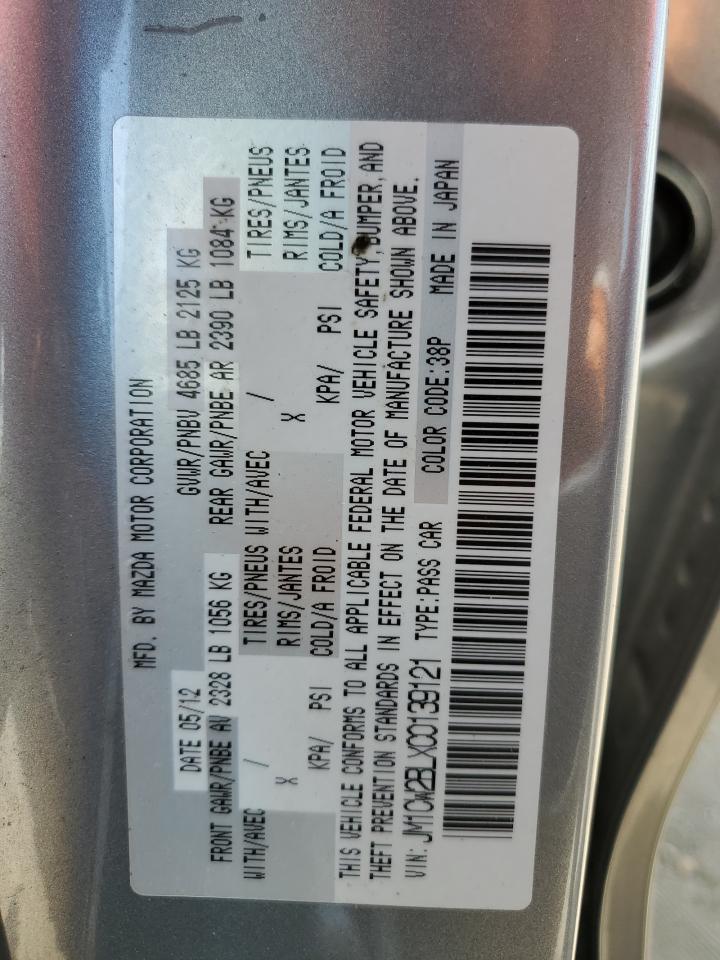 MFD. BY MAZDA MOTOR CORPORATION
DATE 05/12 GVWR/PNBV 4685 LB 2125 KG
FRONT GAWR/PNBE AV 2328 LB 1056 KG REAR GAWR/PNBE AR 2390 LB 1084 KG
WITH/AVEC / TIRES/PNEUS WITH/AVEC / TIRES/PNEUS
X RIMS/JANTES X RIMS/JANTES
KPA/ PSI COLD/A FROID KPA/ PSI COLD/A FROID
THIS VEHICLE CONFORMS TO ALL APPLICABLE FEDERAL MOTOR VEHICLE SAFETY, BUMPER, AND
THEFT PREVENTION STANDARDS IN EFFECT ON THE DATE OF MANUFACTURE SHOWN ABOVE.
VIN: JM1CW2BLXC0139121 TYPE:PASS CAR COLOR CODE:38P MADE IN JAPAN